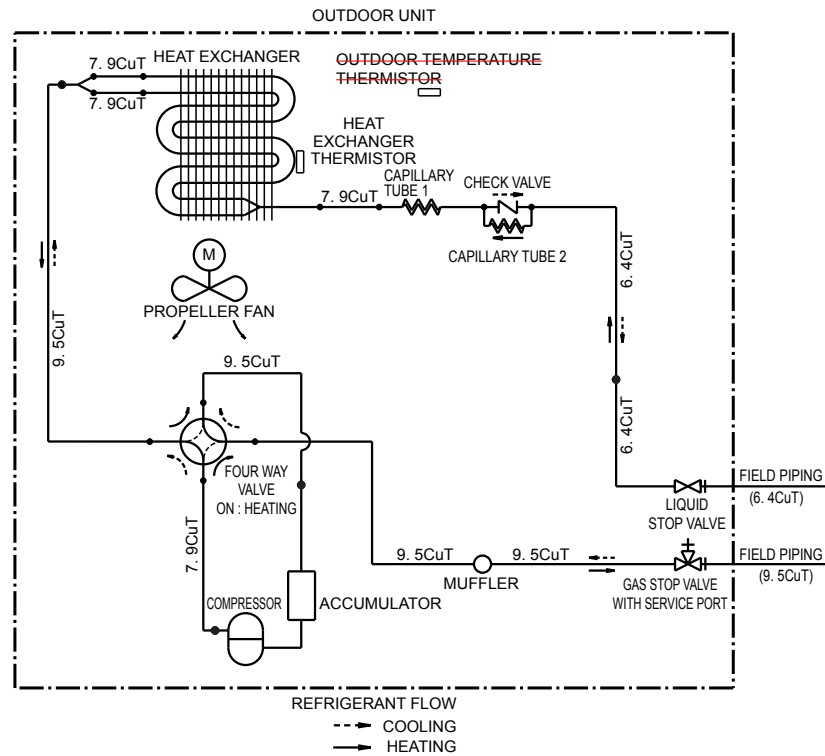 OUTDOOR UNIT
HEAT EXCHANGER
OUTDOOR TEMPERATURE
THERMISTOR
7. 9CuT
7. 9CuT
HEAT
EXCHANGER
THERMISTOR
CAPILLARY
TUBE 1
CHECK VALVE
7. 9CuT
CAPILLARY TUBE 2
6. 4CuT
M
PROPELLER FAN
9. 5CuT
9. 5CuT
6. 4CuT
FOUR WAY
VALVE
ON : HEATING
FIELD PIPING
(6. 4CuT)
LIQUID
STOP VALVE
7. 9CuT
9. 5CuT
9. 5CuT
FIELD PIPING
(9. 5CuT)
MUFFLER
GAS STOP VALVE
WITH SERVICE PORT
COMPRESSOR
ACCUMULATOR
REFRIGERANT FLOW
COOLING
HEATING